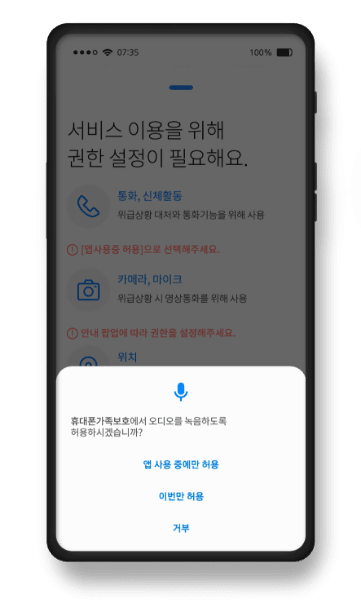 07:35
100%
서비스 이용을 위해
권한 설정이 필요해요.
통화, 신체활동
위급상황 대처와 통화기능을 위해 사용
[앱사용중 허용]으로 선택해주세요.
카메라, 마이크
위급상황 시 영상통화를 위해 사용
안내 팝업에 따라 권한을 설정해주세요.
위치
휴대폰가족보호에서 오디오를 녹음하도록
허용하시겠습니까?
앱 사용 중에만 허용
이번만 허용
거부